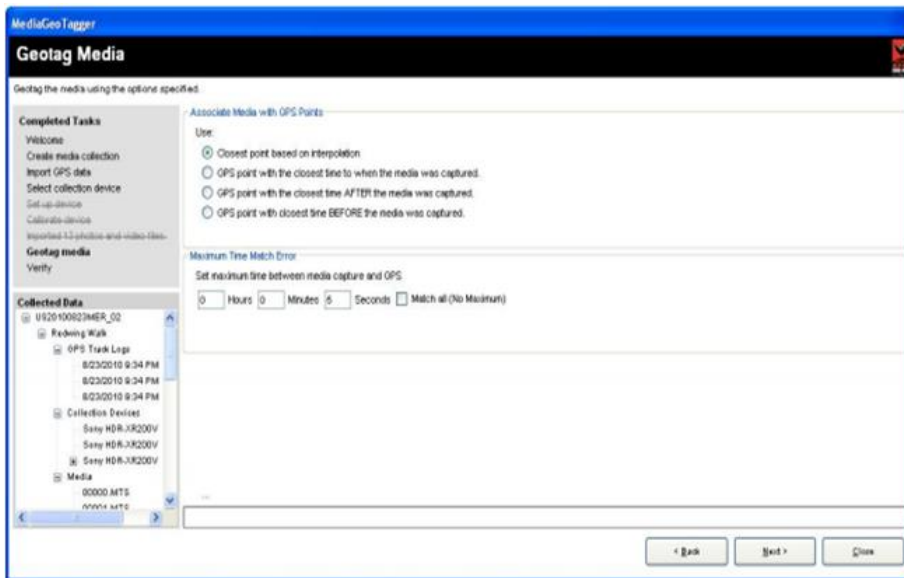 MediaGeoTagger
Geotag Media
Geotag the media using the options specified.
Completed Tasks
Welcome
Create media collection
Import GPS data
Select collection device
Set up device
Calibrate device
Imported 13 photos and video files.
Geotag media
Verify
Collected Data
US20100823MER_02
Redwing Walk
GPS Track Logs
8/23/2010 9:34 PM
8/23/2010 9:34 PM
8/23/2010 9:34 PM
Collection Devices
Sony HDR-XR200V
Sony HDR-XR200V
Sony HDR-XR200V
Media
00000.MTS
00001.MTS
Associate Media with GPS Points
Use:
Closest point based on interpolation
GPS point with the closest time to when the media was captured.
GPS point with the closest time AFTER the media was captured.
GPS point with closest time BEFORE the media was captured.
Maximum Time Match Error
Set maximum time between media capture and GPS
0 Hours 0 Minutes 6 Seconds Match all (No Maximum)
...
< Back Next > Close